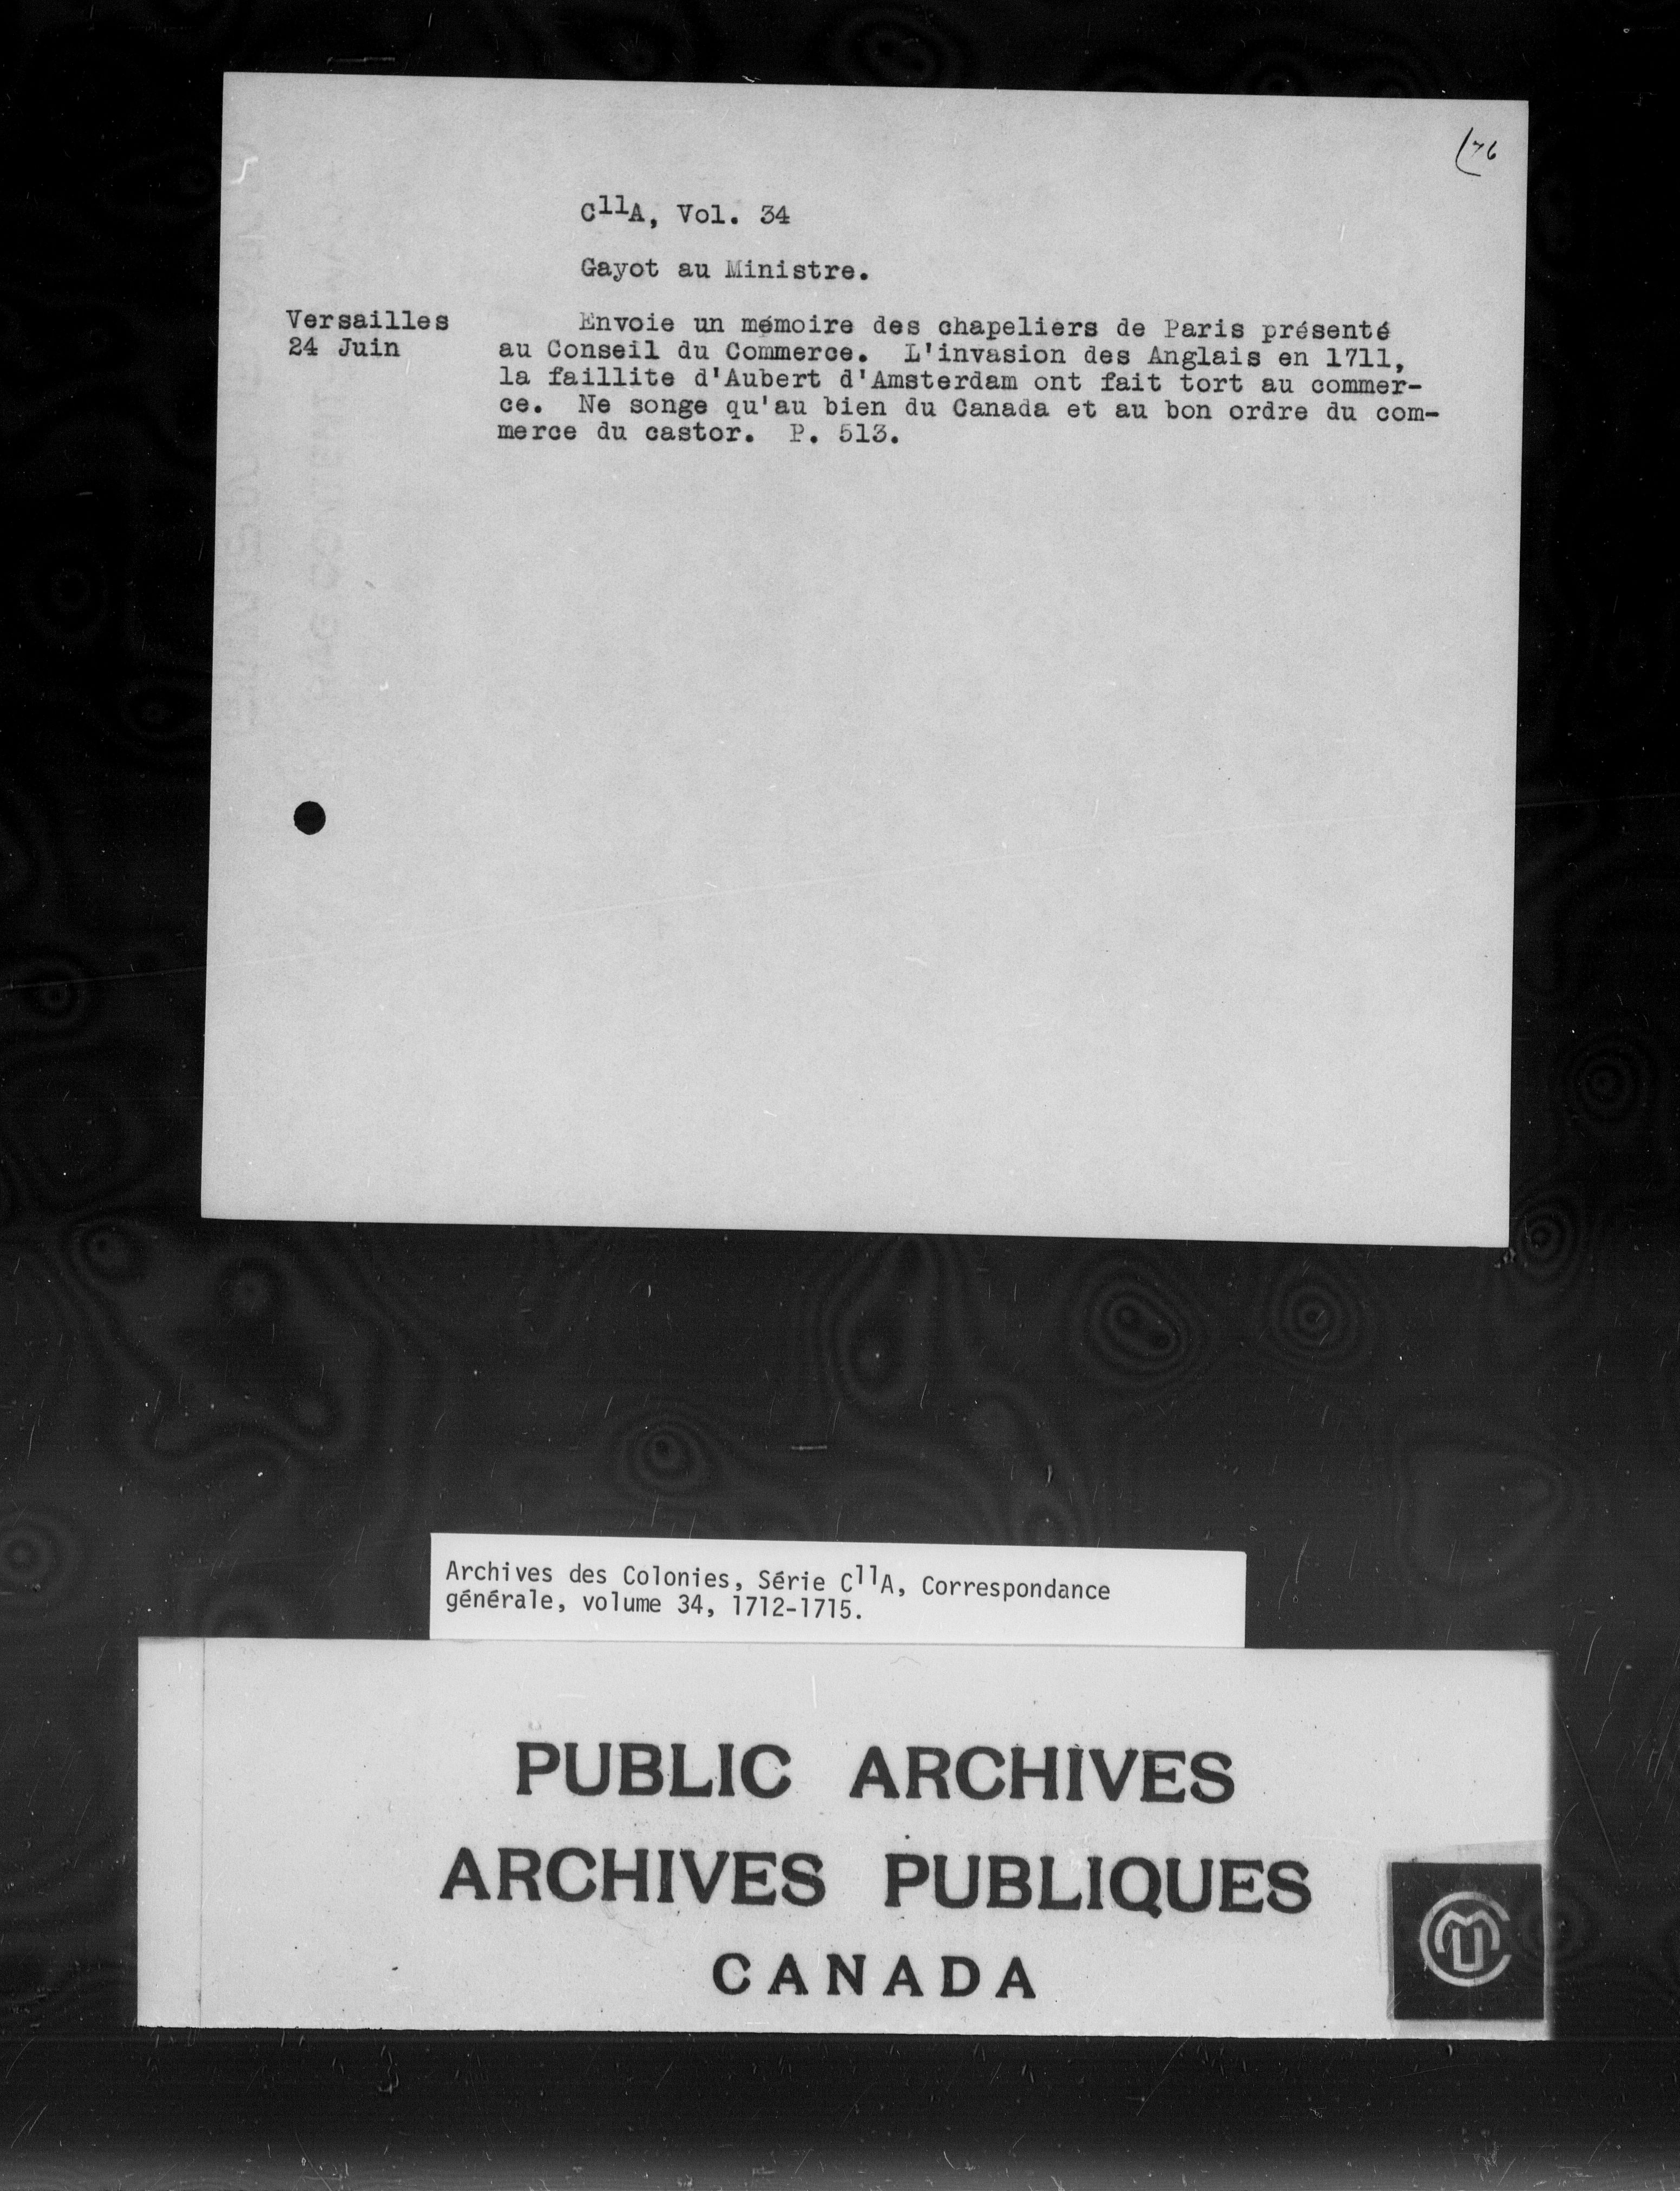 (76
C11A, Vol. 34
Gayot au Ministre.
Versailles
24 Juin
Envoie un mémoire des chapeliers de Paris présenté
au Conseil du Commerce. L'invasion des Anglais en 1711,
la faillite d'Aubert d'Amsterdam ont fait tort au commer-
ce. Ne songe qu'au bien du Canada et au bon ordre du com-
merce du castor. P. 513.
Archives des Colonies, Série C11A, Correspondance
générale, volume 34, 1712-1715.
PUBLIC ARCHIVES
ARCHIVES PUBLIQUES
CANADA